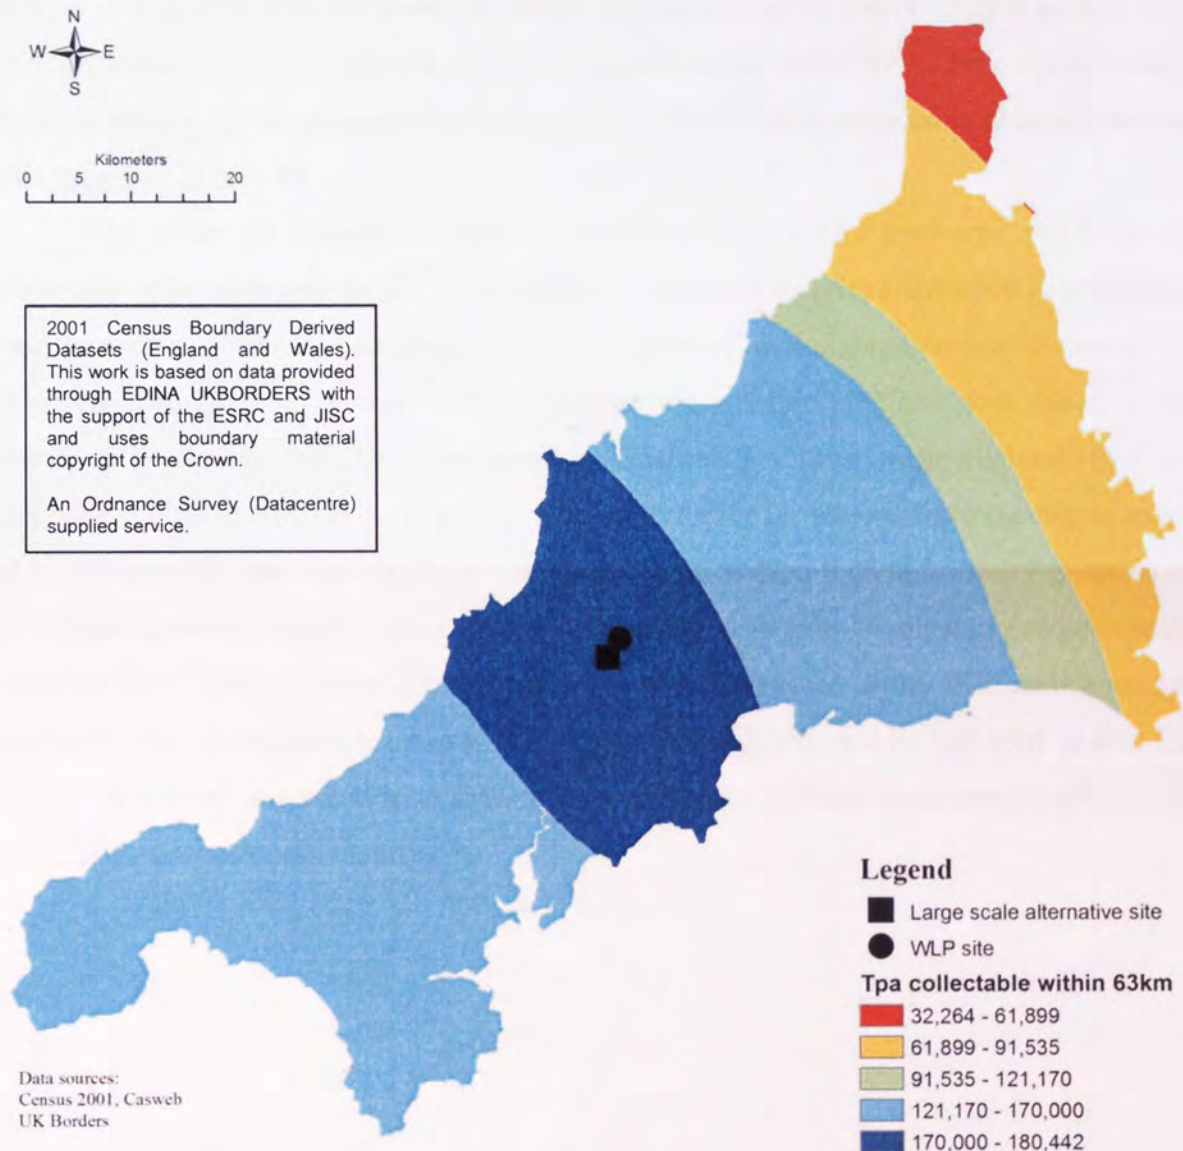 N
W E
S
Kilometers
0 5 10 20
2001 Census Boundary Derived
Datasets (England and Wales).
This work is based on data provided
through EDINA UKBORDERS with
the support of the ESRC and JISC
and uses boundary material
copyright of the Crown.
An Ordnance Survey (Datacentre)
supplied service.
Legend
Large scale alternative site
WLP site
Tpa collectable within 63km
32,264 - 61,899
61,899 - 91,535
91,535 - 121,170
121,170 - 170,000
170,000 - 180,442
Data sources:
Census 2001, Casweb
UK Borders